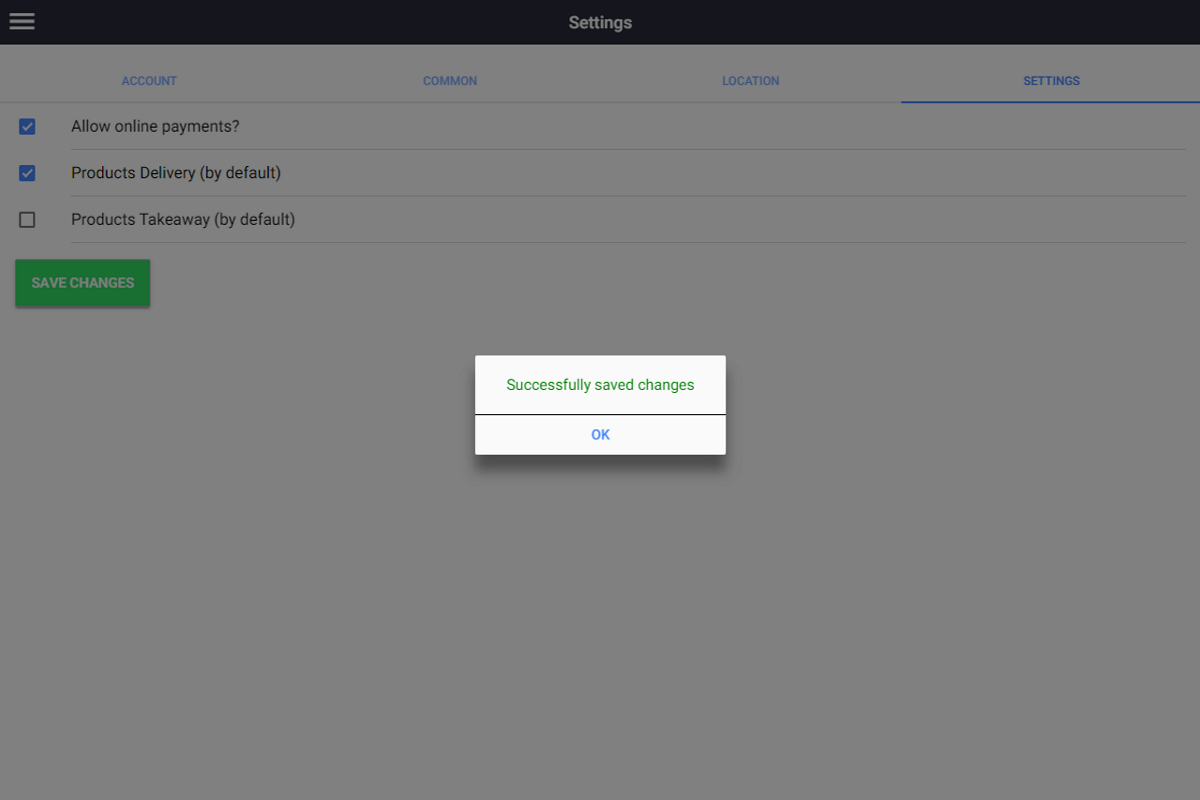 Settings
ACCOUNT
COMMON
LOCATION
SETTINGS
Allow online payments?
Products Delivery (by default)
Products Takeaway (by default)
SAVE CHANGES
Successfully saved changes
OK